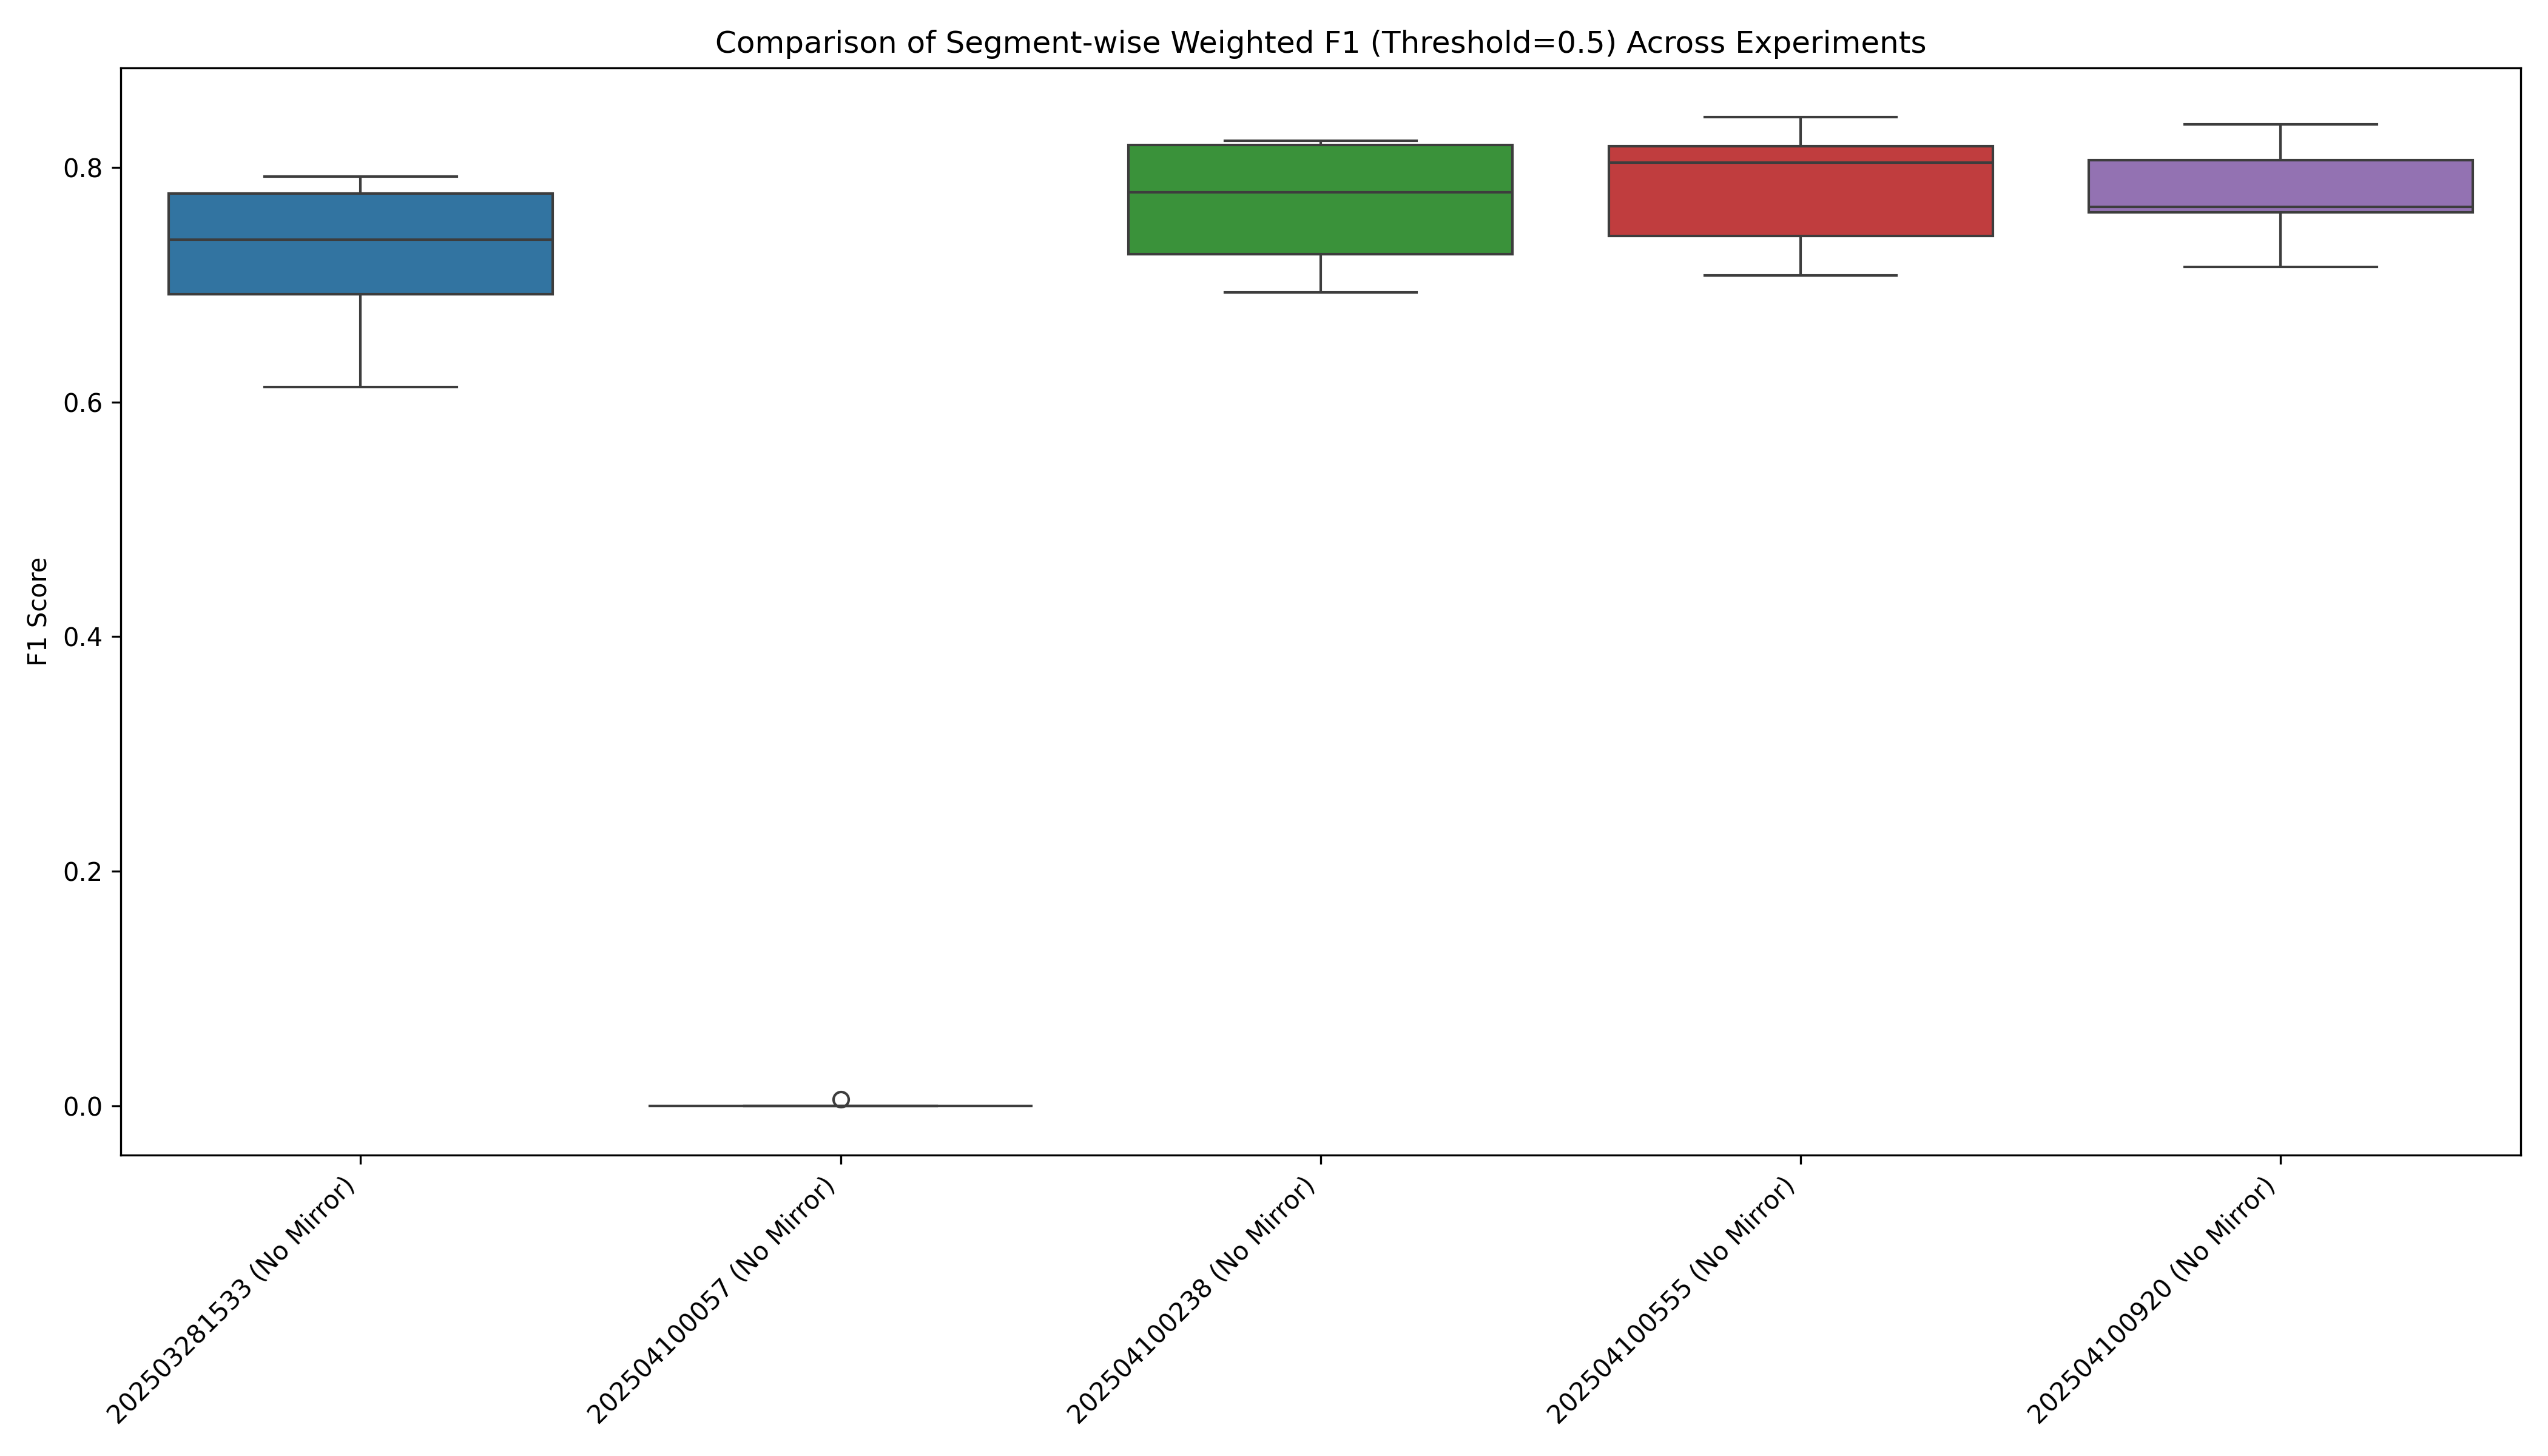 Comparison of Segment-wise Weighted F1 (Threshold=0.5) Across Experiments
F1 Score
0.8
0.6
0.4
0.2
0.0
202503281533 (No Mirror)
202504100057 (No Mirror)
202504100238 (No Mirror)
202504100555 (No Mirror)
202504100920 (No Mirror)